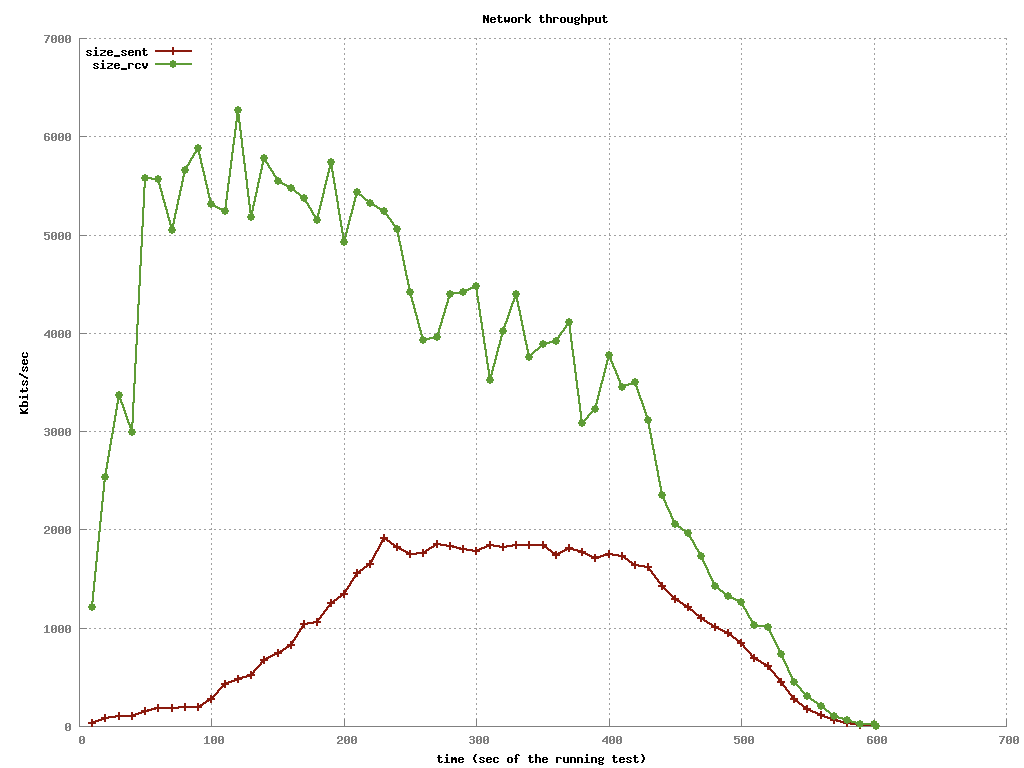 Network throughput
size_sent
size_rcv
7000
6000
5000
4000
3000
2000
1000
0
Kbits/sec
0 100 200 300 400 500 600 700
time (sec of the running test)